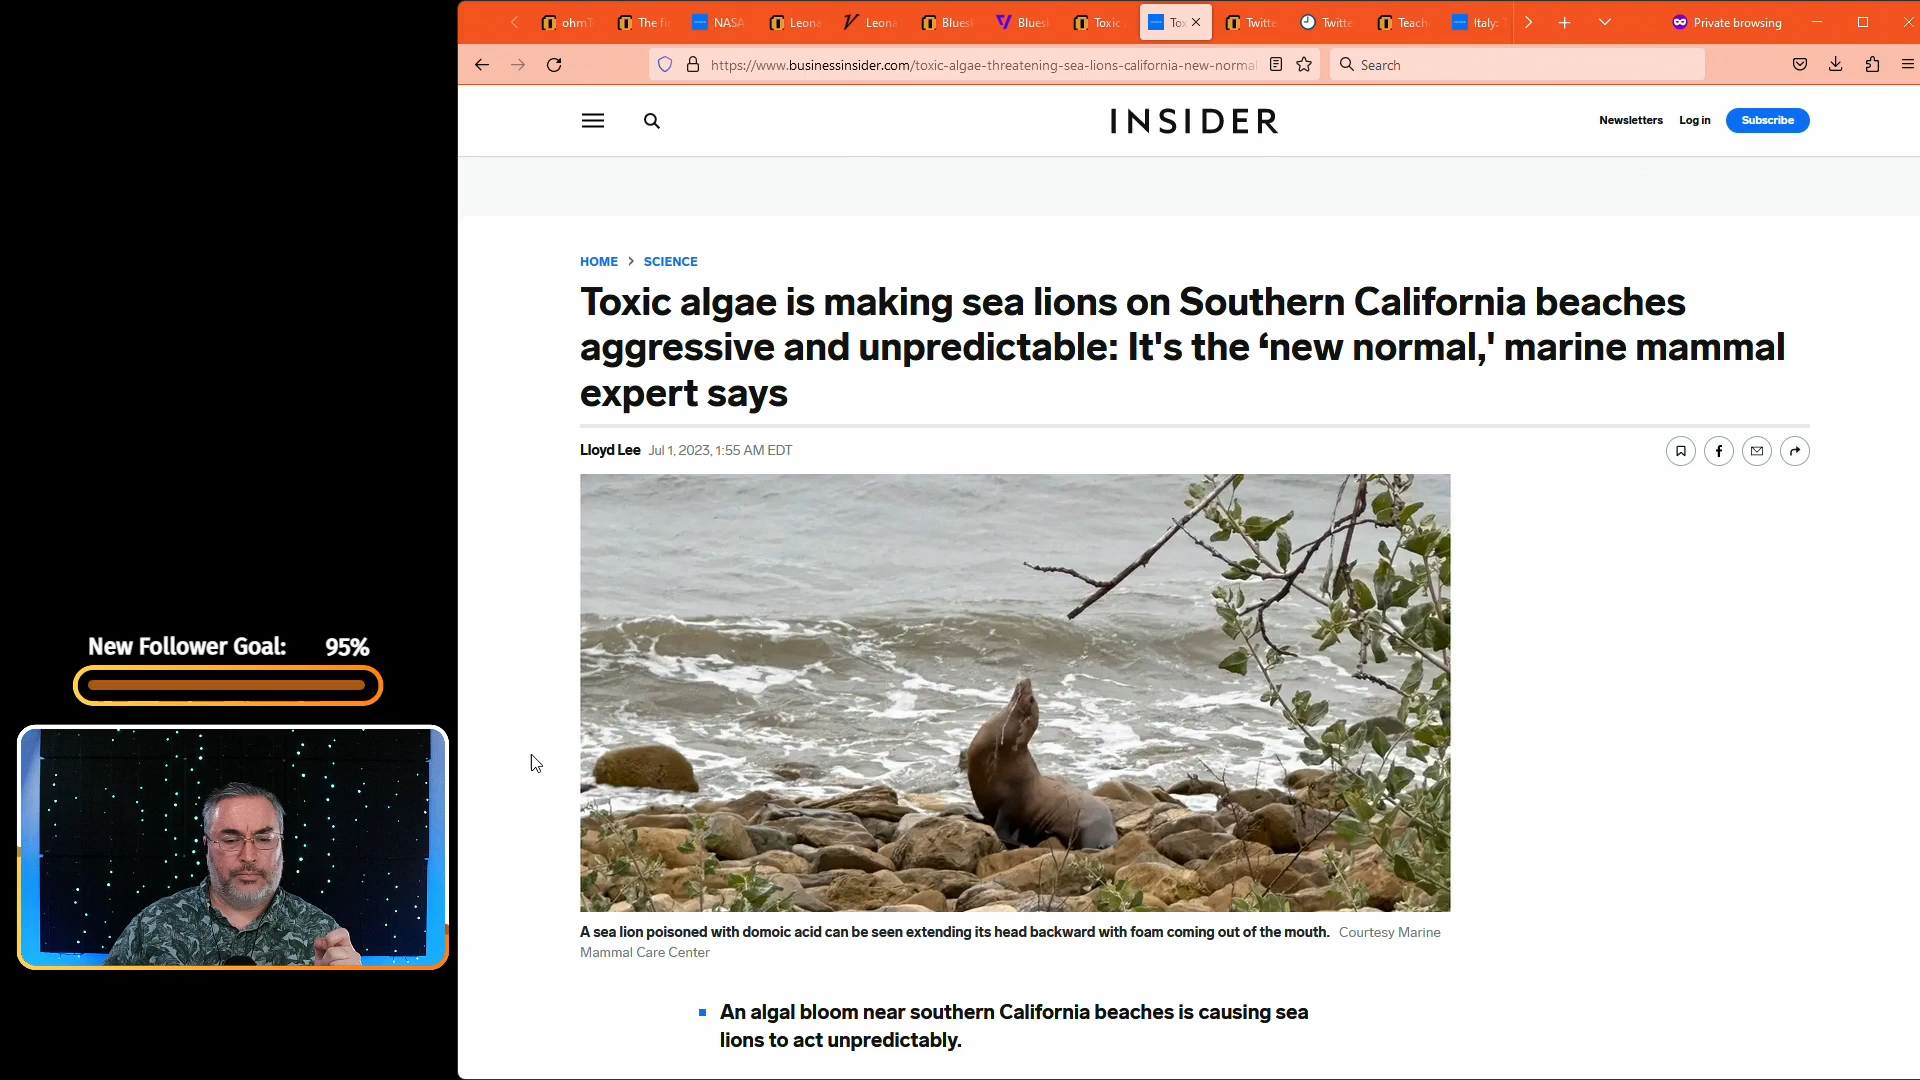 ohm
The fi
NASA
Leona
Leona
Blues
Blues
Toxic
To
Twitte
Twitte
Teach
Italy:
Private browsing
https://www.businessinsider.com/toxic-algae-threatening-sea-lions-california-new-normal
Search
INSIDER
Newsletters
Log in
Subscribe
HOME > SCIENCE
Toxic algae is making sea lions on Southern California beaches
aggressive and unpredictable: It's the ‘new normal,' marine mammal
expert says
Lloyd Lee Jul 1, 2023, 1:55 AM EDT
New Follower Goal: 95%
A sea lion poisoned with domoic acid can be seen extending its head backward with foam coming out of the mouth. Courtesy Marine
Mammal Care Center
An algal bloom near southern California beaches is causing sea
lions to act unpredictably.